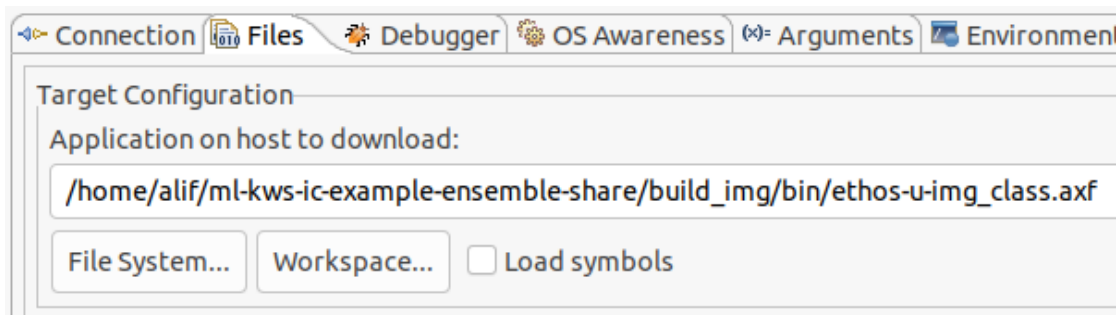 Connection Files Debugger OS Awareness (x)= Arguments Environment
Target Configuration
Application on host to download:
/home/alif/ml-kws-ic-example-ensemble-share/build_img/bin/ethos-u-img_class.axf
File System... Workspace... Load symbols